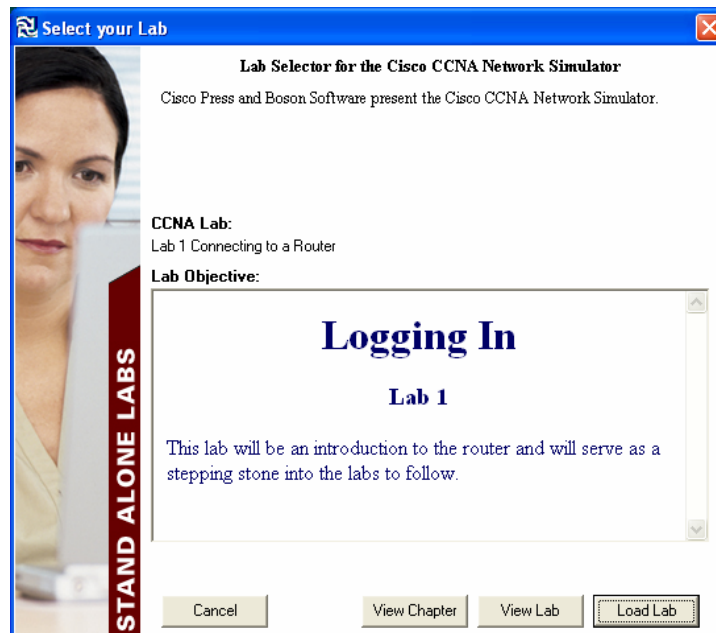 Select your Lab
Lab Selector for the Cisco CCNA Network Simulator
Cisco Press and Boson Software present the Cisco CCNA Network Simulator.
CCNA Lab:
Lab 1 Connecting to a Router
Lab Objective:
Logging In
Lab 1
This lab will be an introduction to the router and will serve as a
stepping stone into the labs to follow.
STAND ALONE LABS
Cancel
View Chapter
View Lab
Load Lab